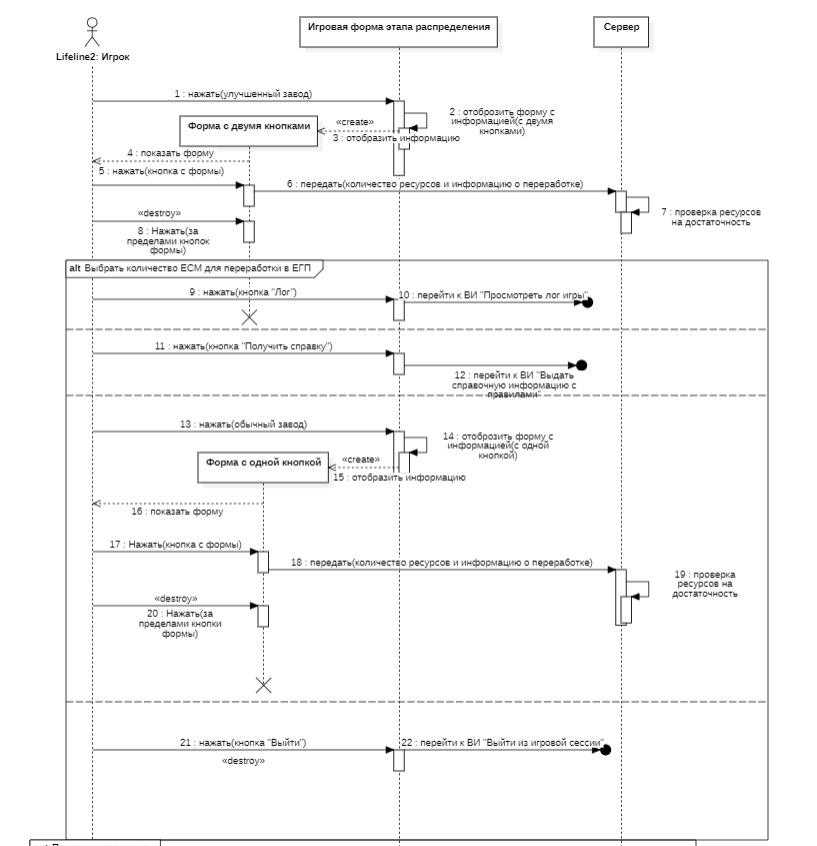 Игровая форма этапа распределения
Сервер
Lifeline2: Игрок
1 : нажать(улучшенный завод)
2 : отоброзить форму с
информацией(с двумя
кнопками)
«create»
Форма с двумя кнопками
3 : отобразить информацию
4 : показать форму
5 : нажать(кнопка с формы)
6 : передать(количество ресурсов и информацию о переработке)
7 : проверка ресурсов
на достаточность
«destroy»
8 : Нажать(за
пределами кнопок
формы)
alt Выбрать количество ЕСМ для переработки в ЕГП
9 : нажать(кнопка "Лог")
10 : перейти к ВИ "Просмотреть лог игры"
11 : нажать(кнопка "Получить справку")
12 : перейти к ВИ "Выдать
справочную информацию с
правилами"
13 : нажать(обычный завод)
14 : отоброзить форму с
информацией(с одной
кнопкой)
«create»
Форма с одной кнопкой
15 : отобразить информацию
16 : показать форму
17 : Нажать(кнопка с формы)
18 : передать(количество ресурсов и информацию о переработке)
19 : проверка
ресурсов на
достаточность
«destroy»
20 : Нажать(за
пределами кнопки
формы)
21 : нажать(кнопка "Выйти")
22 : перейти к ВИ "Выйти из игровой сессии"
«destroy»